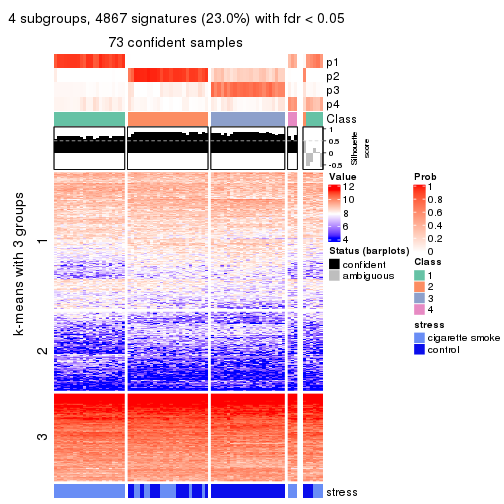 4 subgroups, 4867 signatures (23.0%) with fdr < 0.05
73 confident samples
p1
p2
p3
p4
Class
1
0.5
0
-0.5
Silhouette
score
k-means with 3 groups
1
2
3
stress
Value
12
10
8
6
4
Status (barplots)
confident
ambiguous
Prob
1
0.8
0.6
0.4
0.2
0
Class
1
2
3
4
stress
cigarette smoke
control